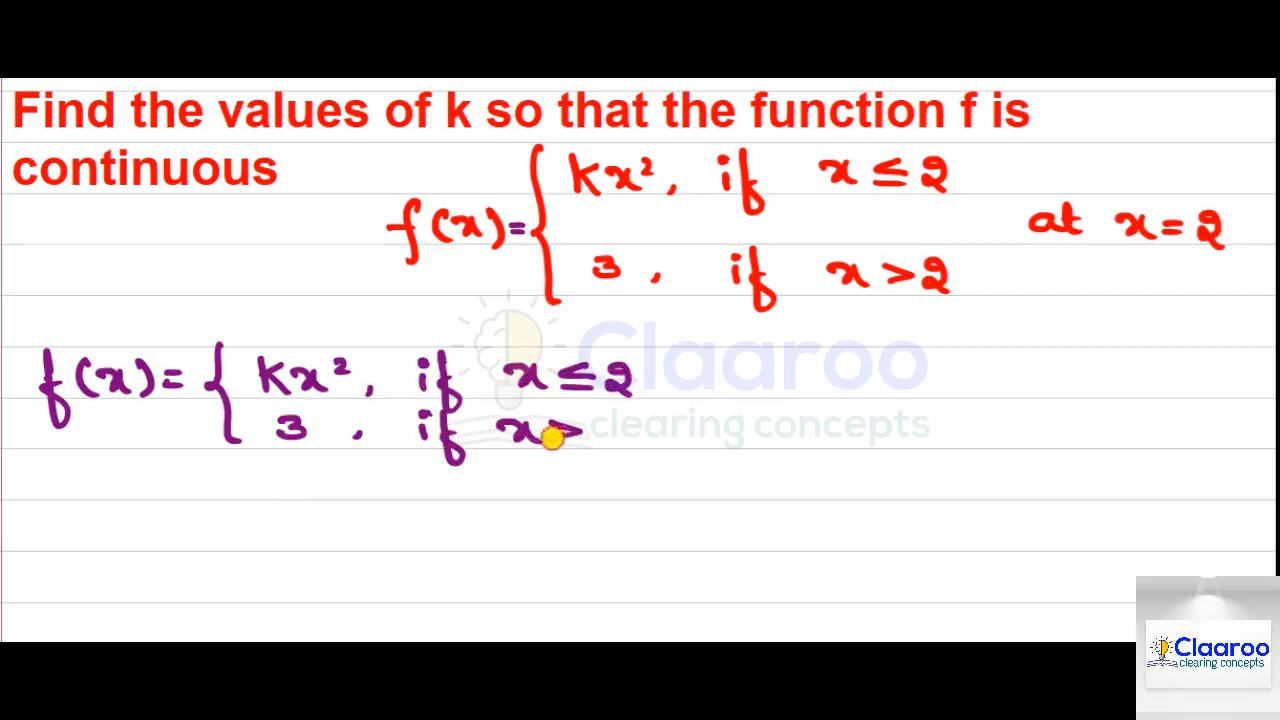 Find the values of k so that the function f is
continuous
f(x)= { kx², if x ≤ 2
3, if x > 2
at x = 2
f(x) = { kx², if x ≤ 2
3, if x >
Claaroo
clearing concepts
Claaroo
clearing concepts